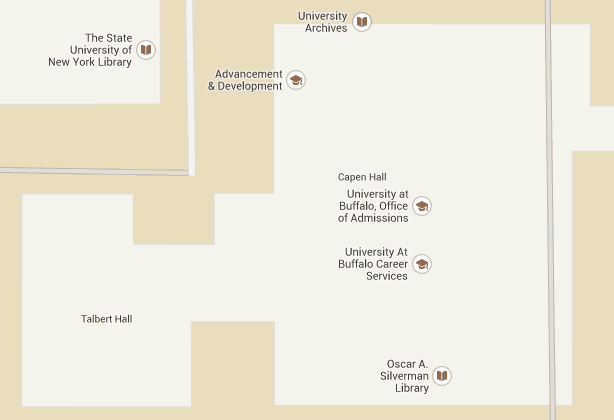 University
Archives
The State
University of
New York Library
Advancement
& Development
Capen Hall
University at
Buffalo, Office
of Admissions
University At
Buffalo Career
Services
Talbert Hall
Oscar A.
Silverman
Library